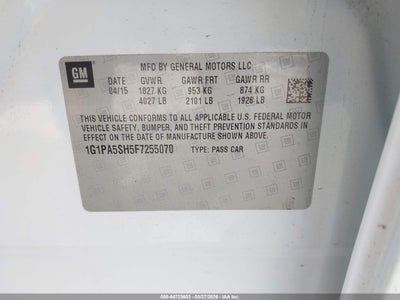 GM
MFD BY GENERAL MOTORS LLC
DATE GVWR GAWR FRT GAWR RR
04/15 1827 KG 953 KG 874 KG
4027 LB 2101 LB 1926 LB
THIS VEHICLE CONFORMS TO ALL APPLICABLE U.S. FEDERAL MOTOR
VEHICLE SAFETY, BUMPER, AND THEFT PREVENTION STANDARDS IN
EFFECT ON THE DATE OF MANUFACTURE SHOWN ABOVE.
1G1PA5SH5F7255070 TYPE: PASS CAR